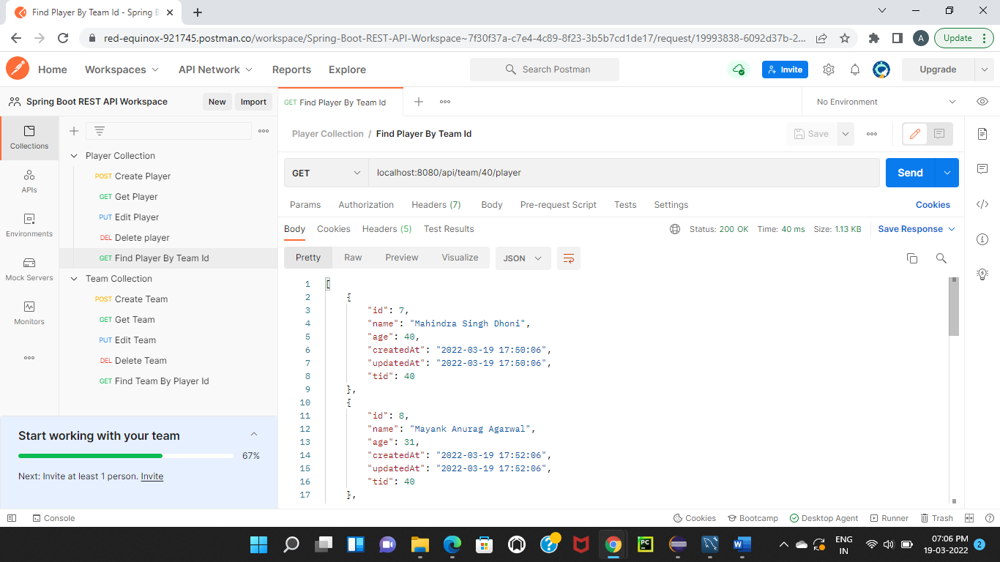 Find Player By Team Id - Spring B
red-equinox-921745.postman.co/workspace/Spring-Boot-REST-API-Workspace~7f30f37a-c7e4-4c89-8f23-3b5b7cd1de17/request/19993838-6092d37b-2...
A
Update
Home
Workspaces
API Network
Reports
Explore
Search Postman
Invite
Upgrade
Spring Boot REST API Workspace
New
Import
GET Find Player By Team Id
No Environment
Collections
APIs
Environments
Mock Servers
Monitors
Player Collection
POST Create Player
GET Get Player
PUT Edit Player
DEL Delete player
GET Find Player By Team Id
Team Collection
POST Create Team
GET Get Team
PUT Edit Team
DEL Delete Team
GET Find Team By Player Id
Start working with your team
67%
Next: Invite at least 1 person. Invite
Player Collection / Find Player By Team Id
Save
GET
localhost:8080/api/team/40/player
Send
Params
Authorization
Headers (7)
Body
Pre-request Script
Tests
Settings
Cookies
Body
Cookies
Headers (5)
Test Results
Status: 200 OK
Time: 40 ms
Size: 1.13 KB
Save Response
Pretty
Raw
Preview
Visualize
JSON
1 [
2 {
3 "id": 7,
4 "name": "Mahindra Singh Dhoni",
5 "age": 40,
6 "createdAt": "2022-03-19 17:50:06",
7 "updatedAt": "2022-03-19 17:50:06",
8 "tid": 40
9 },
10 {
11 "id": 8,
12 "name": "Mayank Anurag Agarwal",
13 "age": 31,
14 "createdAt": "2022-03-19 17:52:06",
15 "updatedAt": "2022-03-19 17:52:06",
16 "tid": 40
17 },
Console
Cookies
Bootcamp
Desktop Agent
Runner
Trash
PC
W
ENG
IN
07:06 PM
19-03-2022
2